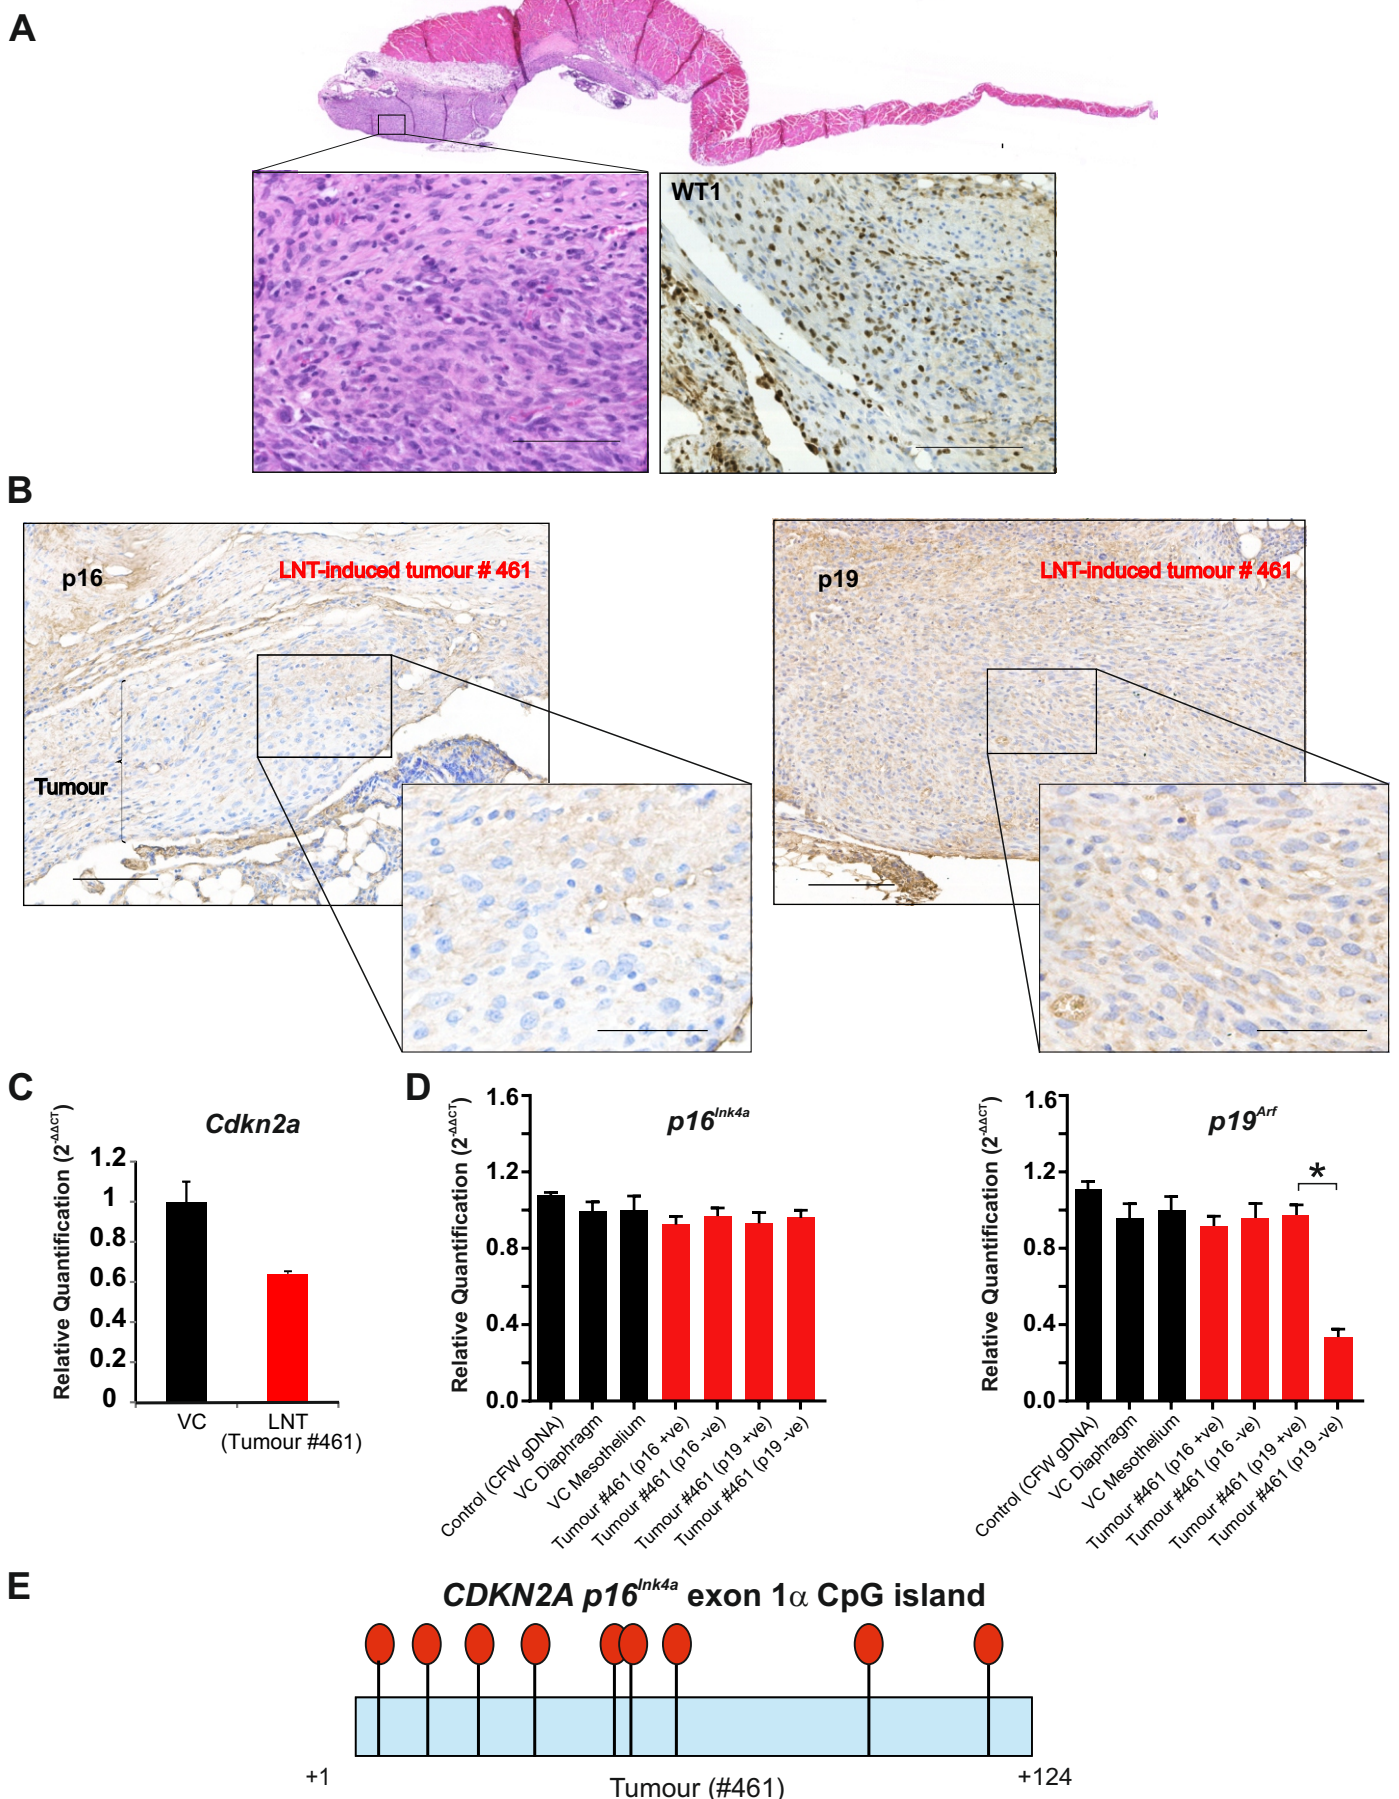 A
WT1
B
p16
LNT-induced tumour # 461
Tumour
p19
LNT-induced tumour # 461
C
Cdkn2a
Relative Quantification (2^-ΔΔCT)
1.2
1
0.8
0.6
0.4
0.2
0
VC
LNT
(Tumour #461)
D
p16^Ink4a
Relative Quantification (2^-ΔΔCT)
1.6
1.2
0.8
0.4
0.0
Control (CFW gDNA)
VC Diaphragm
VC Mesothelium
Tumour #461 (p16 +ve)
Tumour #461 (p16 -ve)
Tumour #461 (p19 +ve)
Tumour #461 (p19 -ve)
p19^Arf
Relative Quantification (2^-ΔΔCT)
1.6
1.2
0.8
0.4
0.0
*
Control (CFW gDNA)
VC Diaphragm
VC Mesothelium
Tumour #461 (p16 +ve)
Tumour #461 (p16 -ve)
Tumour #461 (p19 +ve)
Tumour #461 (p19 -ve)
E
CDKN2A p16^Ink4a exon 1α CpG island
+1
+124
Tumour (#461)